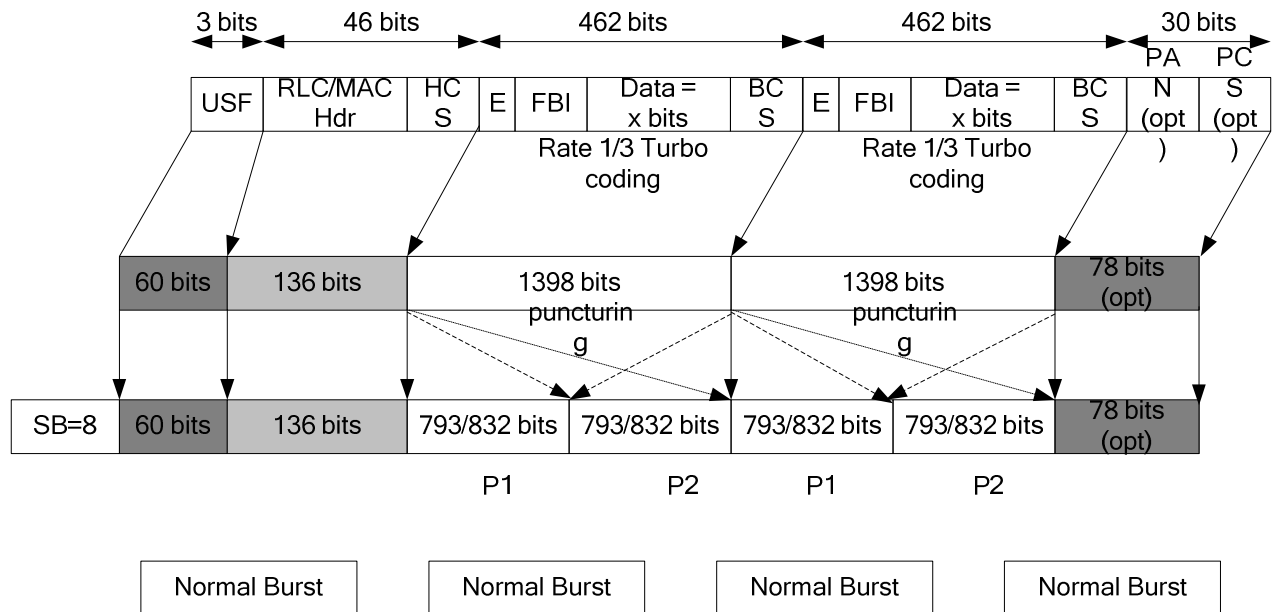 3 bits 46 bits 462 bits 462 bits 30 bits
USF
RLC/MAC
Hdr
HC
S
E
FBI
Data =
x bits
BC
S
E
FBI
Data =
x bits
BC
S
PA
N
(opt
)
PC
S
(opt
)
Rate 1/3 Turbo
coding
Rate 1/3 Turbo
coding
60 bits
136 bits
1398 bits
puncturin
g
1398 bits
puncturin
g
78 bits
(opt)
SB=8
60 bits
136 bits
793/832 bits
793/832 bits
793/832 bits
793/832 bits
78 bits
(opt)
P1 P2 P1 P2
Normal Burst
Normal Burst
Normal Burst
Normal Burst